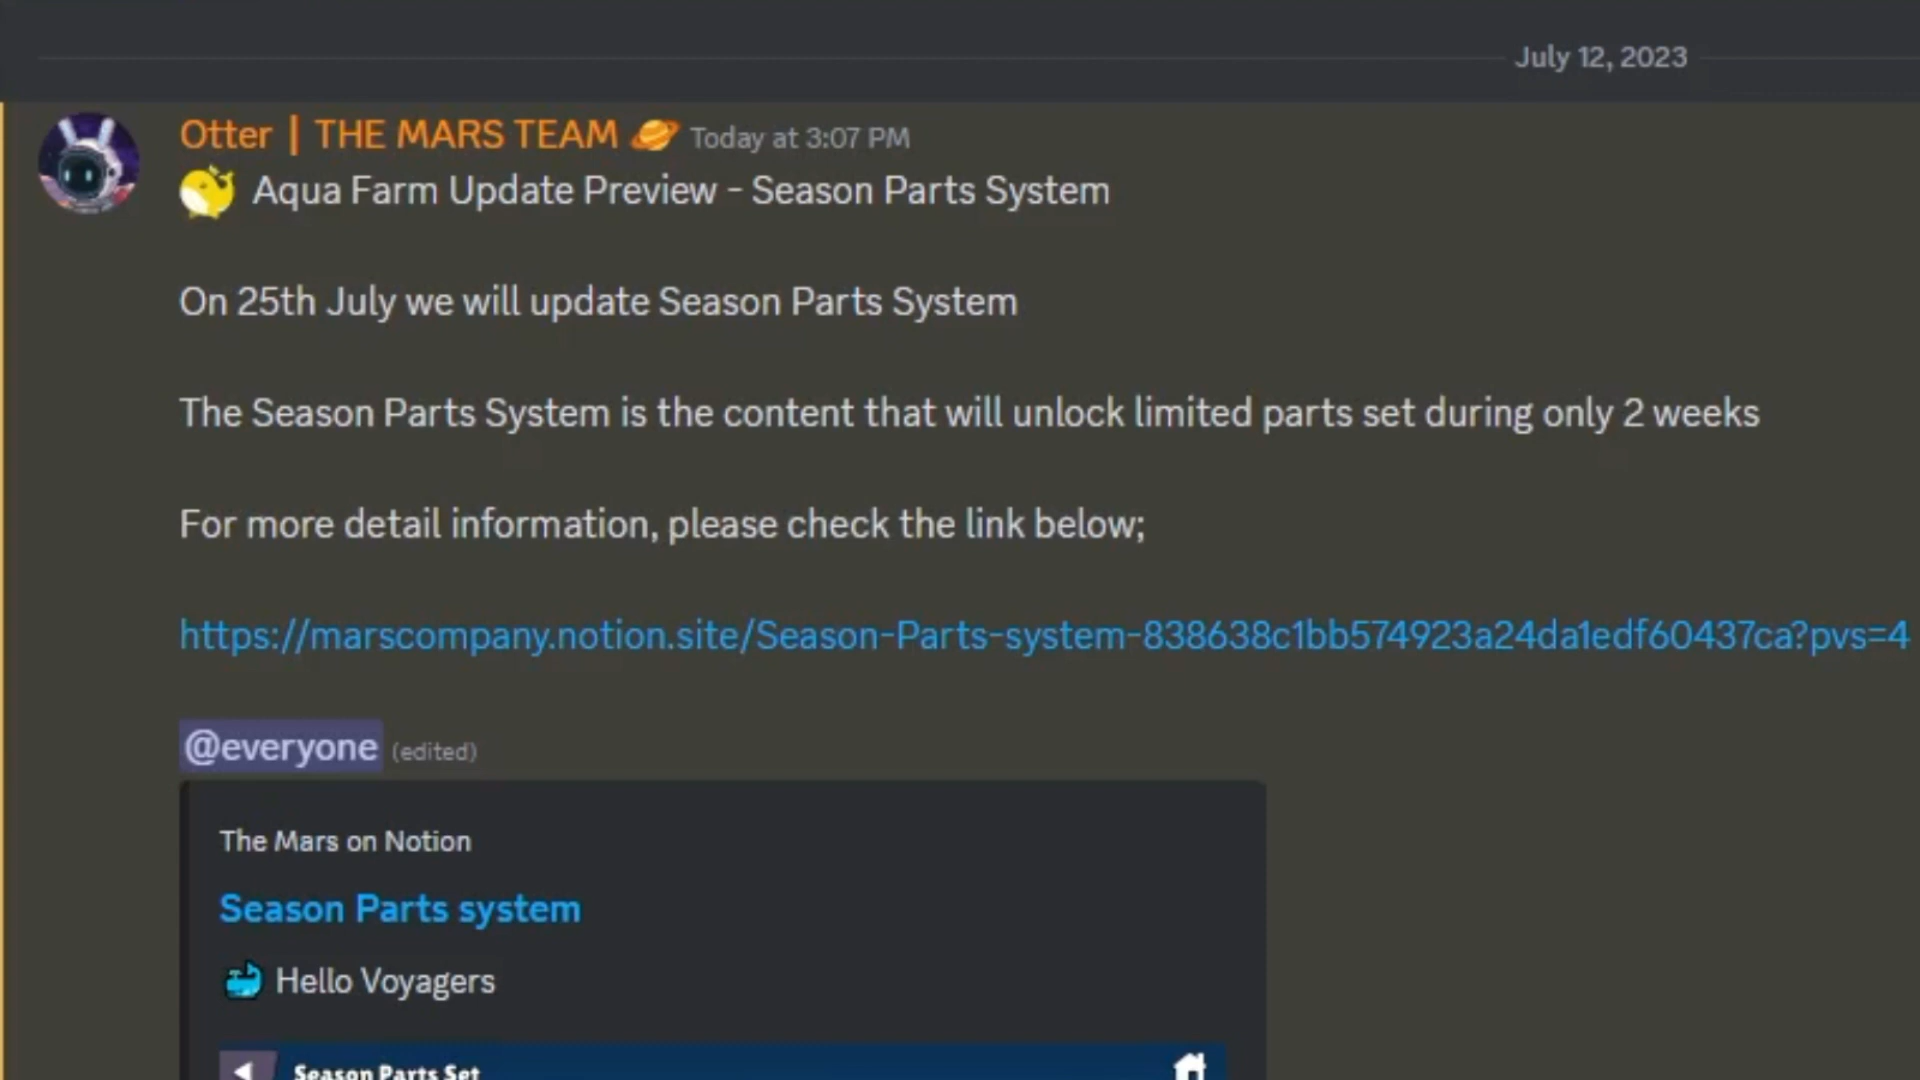 July 12, 2023
Otter | THE MARS TEAM 🪐 Today at 3:07 PM
Aqua Farm Update Preview - Season Parts System
On 25th July we will update Season Parts System
The Season Parts System is the content that will unlock limited parts set during only 2 weeks
For more detail information, please check the link below;
https://marscompany.notion.site/Season-Parts-system-838638c1bb574923a24da1edf60437ca?pvs=4
@everyone (edited)
The Mars on Notion
Season Parts system
Hello Voyagers
Season Parts Set